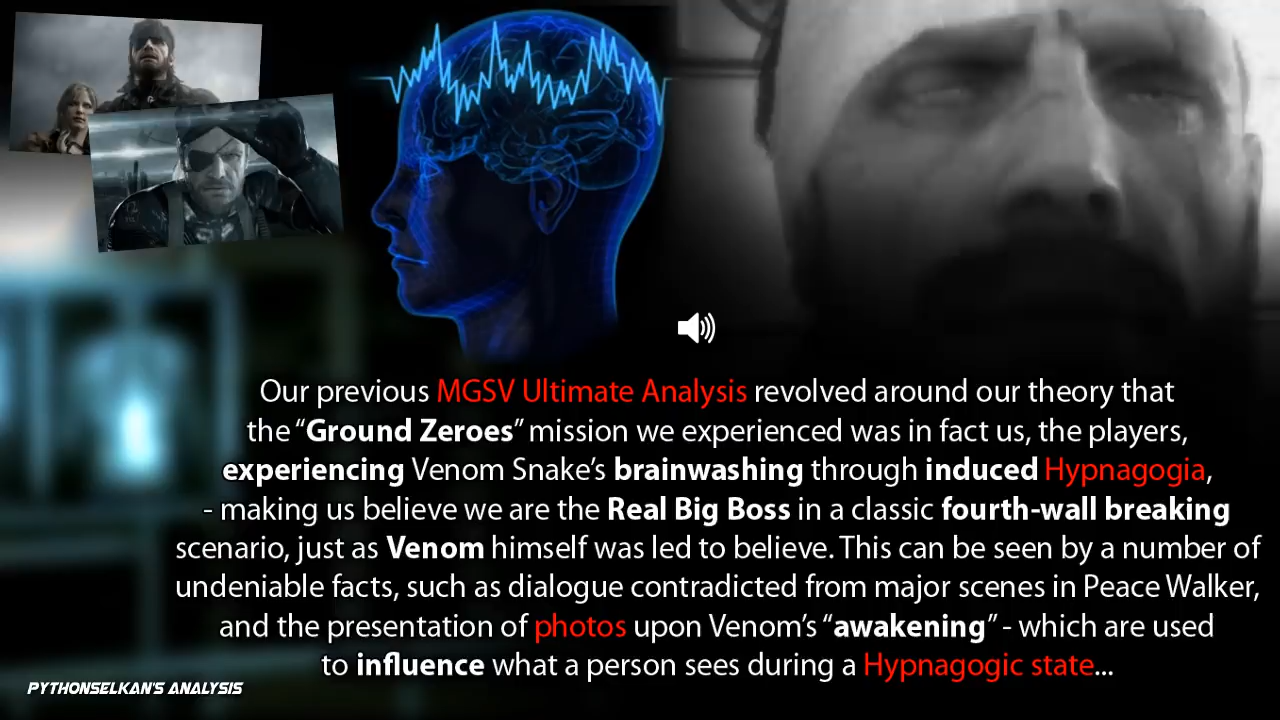 Our previous MGSV Ultimate Analysis revolved around our theory that
the “Ground Zeroes” mission we experienced was in fact us, the players,
experiencing Venom Snake’s brainwashing through induced Hypnagogia,
- making us believe we are the Real Big Boss in a classic fourth-wall breaking
scenario, just as Venom himself was led to believe. This can be seen by a number of
undeniable facts, such as dialogue contradicted from major scenes in Peace Walker,
and the presentation of photos upon Venom’s “awakening” - which are used
to influence what a person sees during a Hypnagogic state...
PYTHONSELKAN'S ANALYSIS